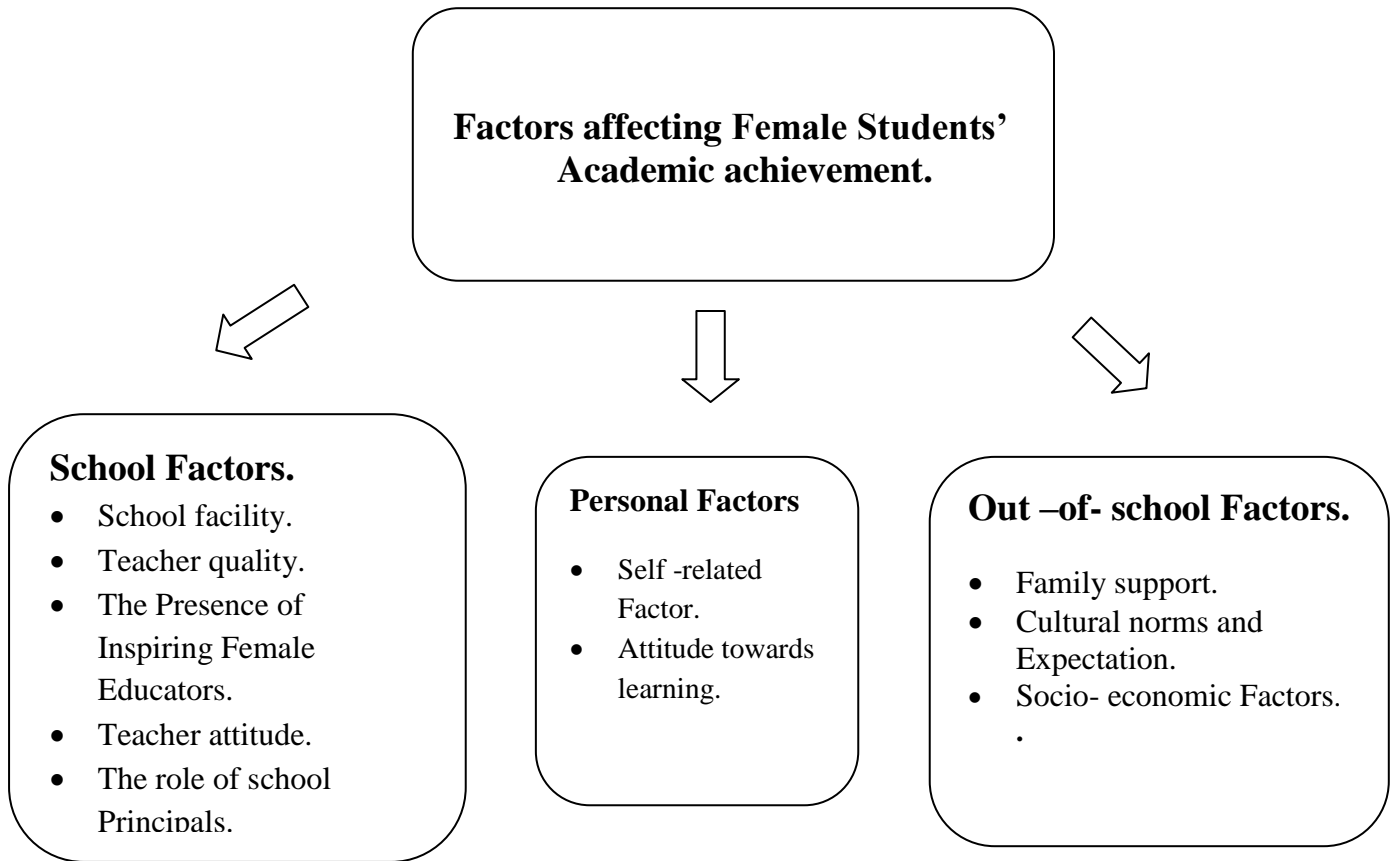 Factors affecting Female Students’
Academic achievement.
School Factors.
• School facility.
• Teacher quality.
• The Presence of
Inspiring Female
Educators.
• Teacher attitude.
• The role of school
Principals.
Personal Factors
• Self -related
Factor.
• Attitude towards
learning.
Out –of- school Factors.
• Family support.
• Cultural norms and
Expectation.
• Socio- economic Factors.
.